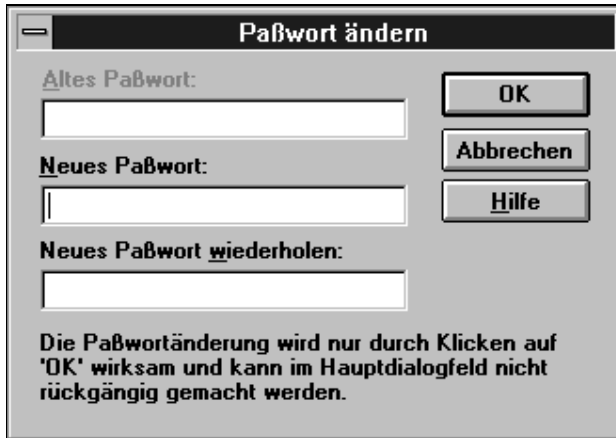 Paßwort ändern
Altes Paßwort:
OK
Abbrechen
Neues Paßwort:
Hilfe
Neues Paßwort wiederholen:
Die Paßwortänderung wird nur durch Klicken auf
'OK' wirksam und kann im Hauptdialogfeld nicht
rückgängig gemacht werden.